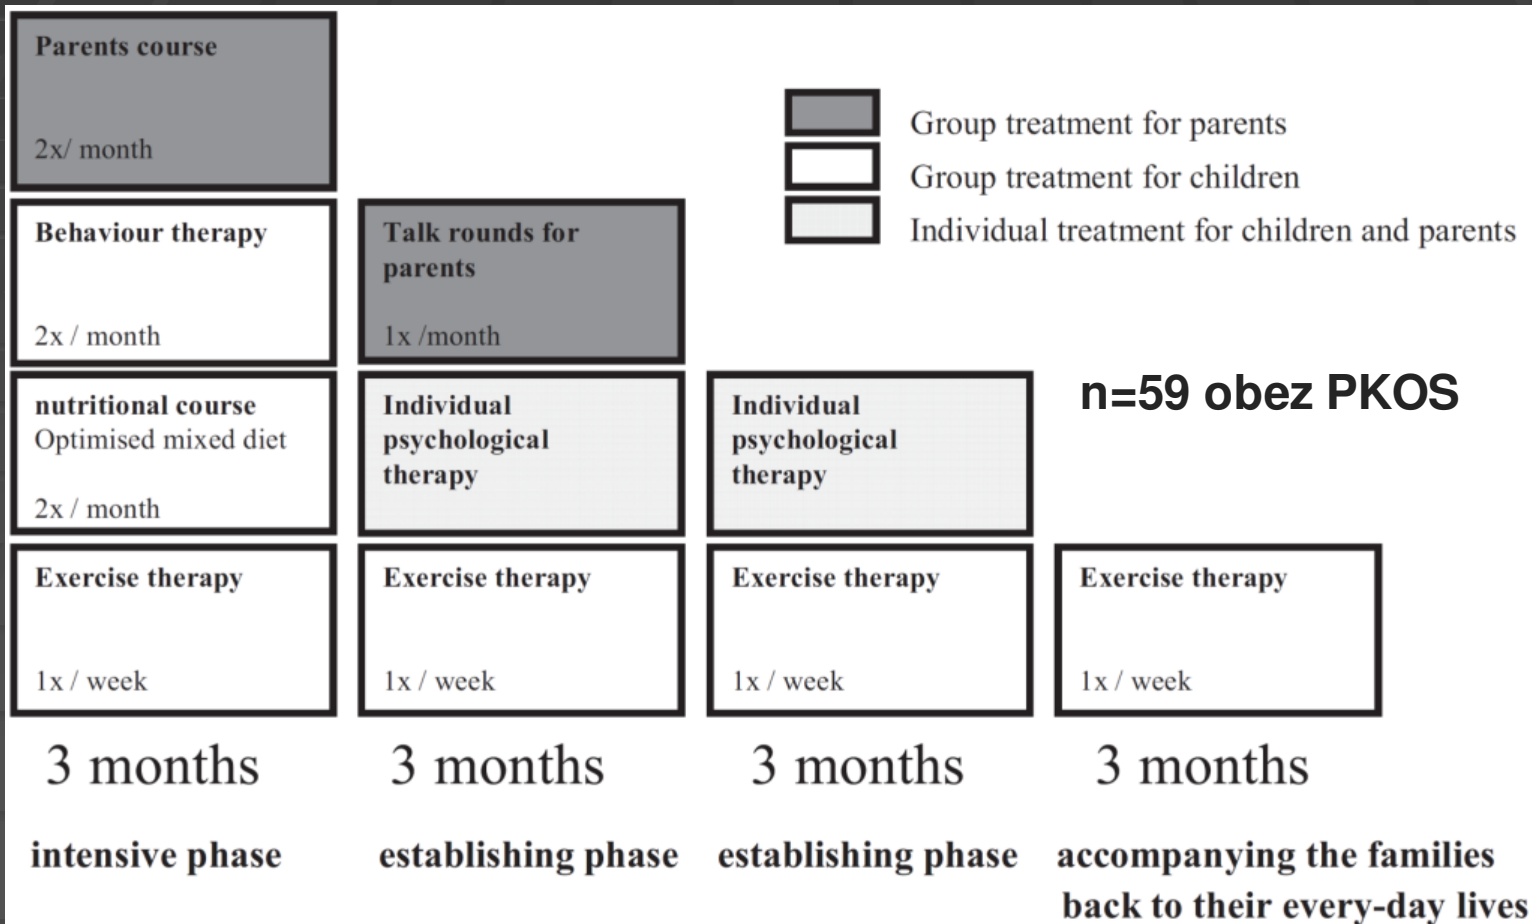 Parents course
2x/ month
Group treatment for parents
Group treatment for children
Individual treatment for children and parents
Behaviour therapy
2x / month
Talk rounds for
parents
1x /month
nutritional course
Optimised mixed diet
2x / month
Individual
psychological
therapy
Individual
psychological
therapy
n=59 obez PKOS
Exercise therapy
1x / week
Exercise therapy
1x / week
Exercise therapy
1x / week
Exercise therapy
1x / week
3 months
3 months
3 months
3 months
intensive phase
establishing phase
establishing phase
accompanying the families
back to their every-day lives